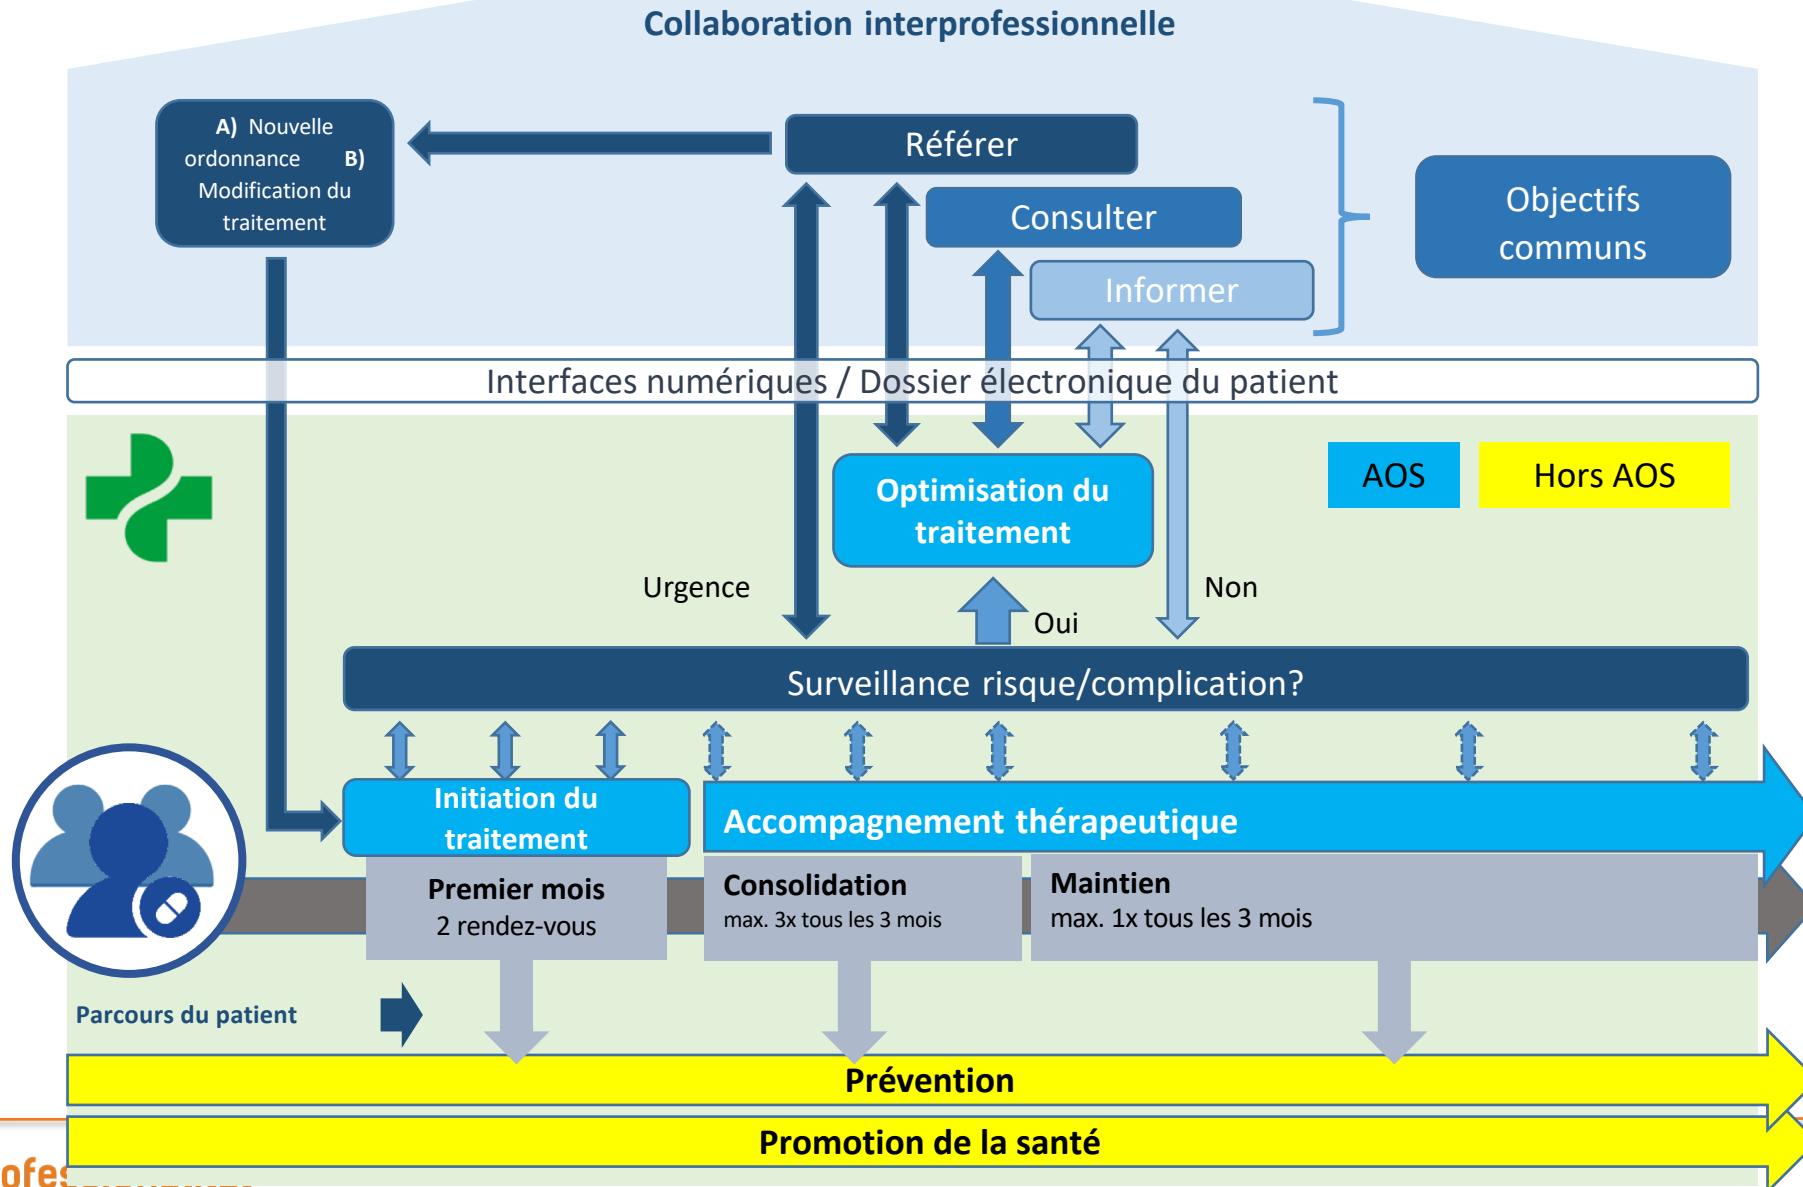 Collaboration interprofessionnelle
A) Nouvelle
ordonnance B)
Modification du
traitement
Référer
Consulter
Informer
Objectifs
communs
Interfaces numériques / Dossier électronique du patient
AOS
Hors AOS
Optimisation du
traitement
Urgence
Oui
Non
Surveillance risque/complication?
Initiation du
traitement
Accompagnement thérapeutique
Premier mois
2 rendez-vous
Consolidation
max. 3x tous les 3 mois
Maintien
max. 1x tous les 3 mois
Parcours du patient
Prévention
Promotion de la santé